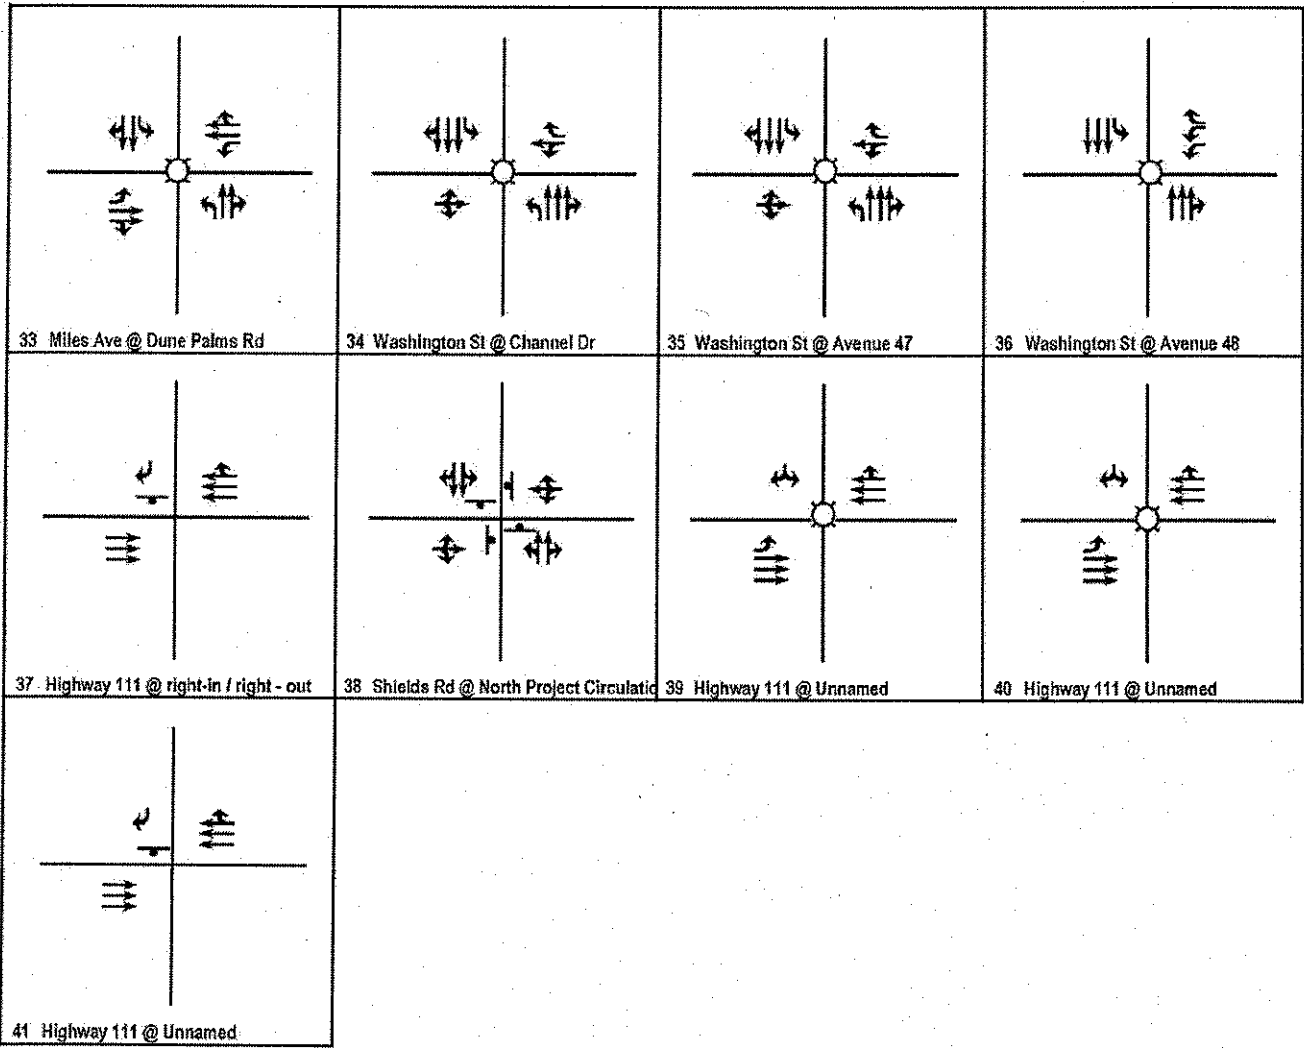 33 Miles Ave @ Dune Palms Rd
34 Washington St @ Channel Dr
35 Washington St @ Avenue 47
36 Washington St @ Avenue 48
37 Highway 111 @ right-in / right - out
38 Shields Rd @ North Project Circulatio
39 Highway 111 @ Unnamed
40 Highway 111 @ Unnamed
41 Highway 111 @ Unnamed